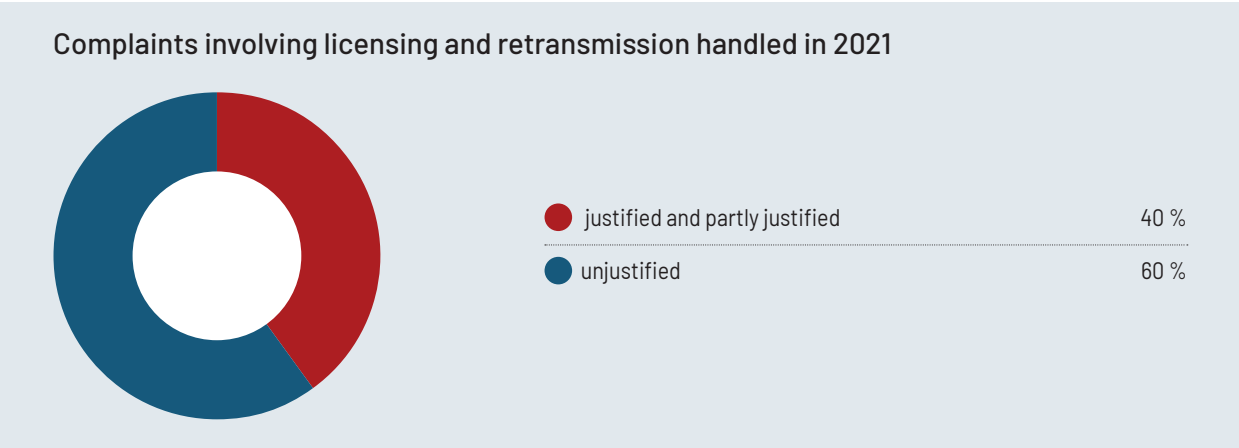 Complaints involving licensing and retransmission handled in 2021
justified and partly justified 40 %
unjustified 60 %